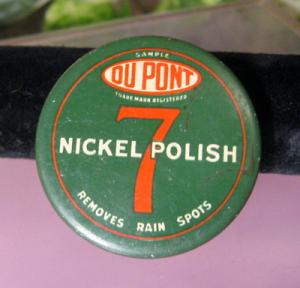 SAMPLE
DU PONT
TRADE MARK REGISTERED
7
NICKEL POLISH
REMOVES RAIN SPOTS